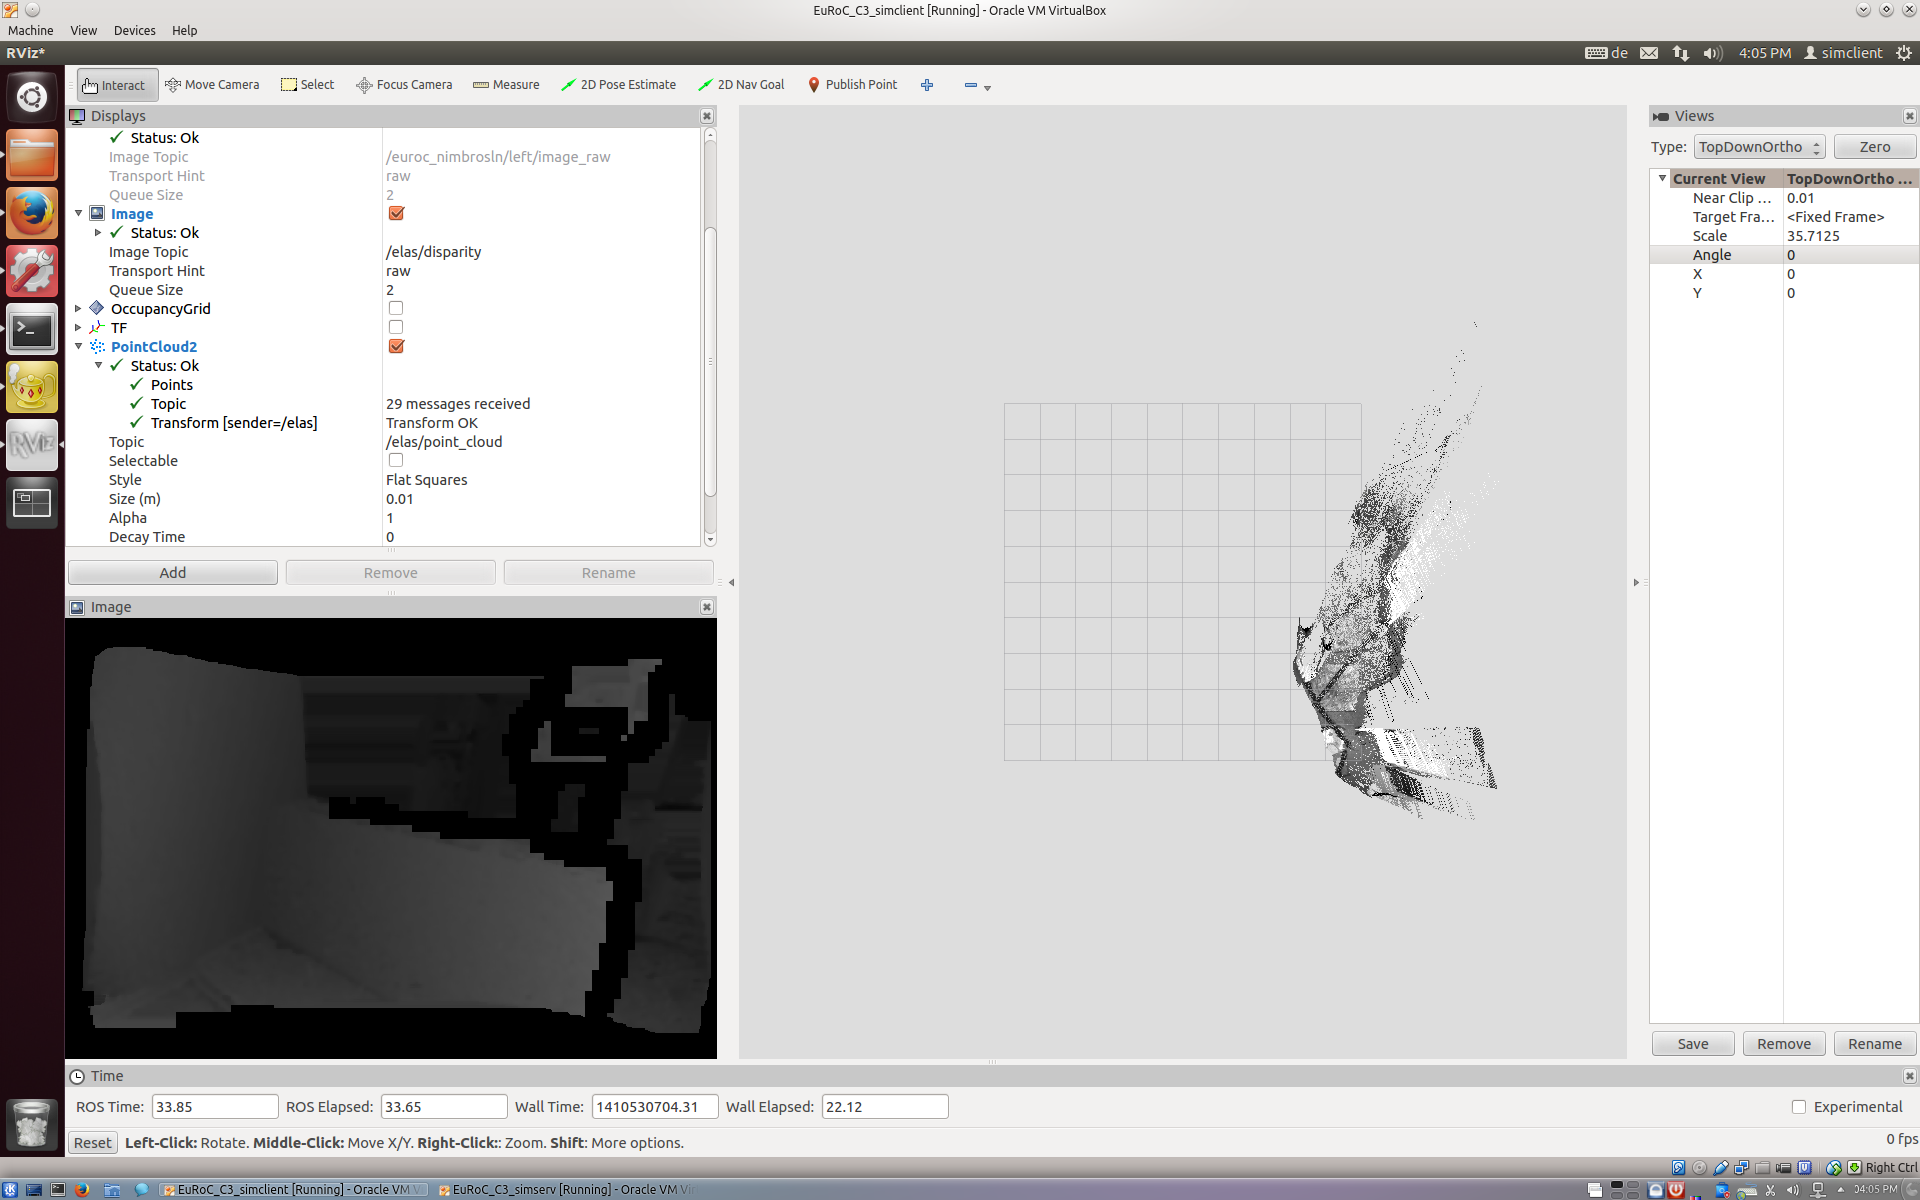 EuRoC_C3_simclient [Running] - Oracle VM VirtualBox
Machine View Devices Help
RViz*
de 4:05 PM simclient
Interact Move Camera Select Focus Camera Measure 2D Pose Estimate 2D Nav Goal Publish Point
Displays
Status: Ok
Image Topic /euroc_nimbrosln/left/image_raw
Transport Hint raw
Queue Size 2
Image
Status: Ok
Image Topic /elas/disparity
Transport Hint raw
Queue Size 2
OccupancyGrid
TF
PointCloud2
Status: Ok
Points
Topic 29 messages received
Transform [sender=/elas] Transform OK
Topic /elas/point_cloud
Selectable
Style Flat Squares
Size (m) 0.01
Alpha 1
Decay Time 0
Add Remove Rename
Image
Views
Type: TopDownOrtho Zero
Current View TopDownOrtho ...
Near Clip ... 0.01
Target Fra... <Fixed Frame>
Scale 35.7125
Angle 0
X 0
Y 0
Save Remove Rename
RViz
Time
ROS Time: 33.85 ROS Elapsed: 33.65 Wall Time: 1410530704.31 Wall Elapsed: 22.12 Experimental
Reset Left-Click: Rotate. Middle-Click: Move X/Y. Right-Click:: Zoom. Shift: More options. 0 fps
Right Ctrl
EuRoC_C3_simclient [Running] - Oracle VM V EuRoC_C3_simserv [Running] - Oracle VM Vi 04:05 PM